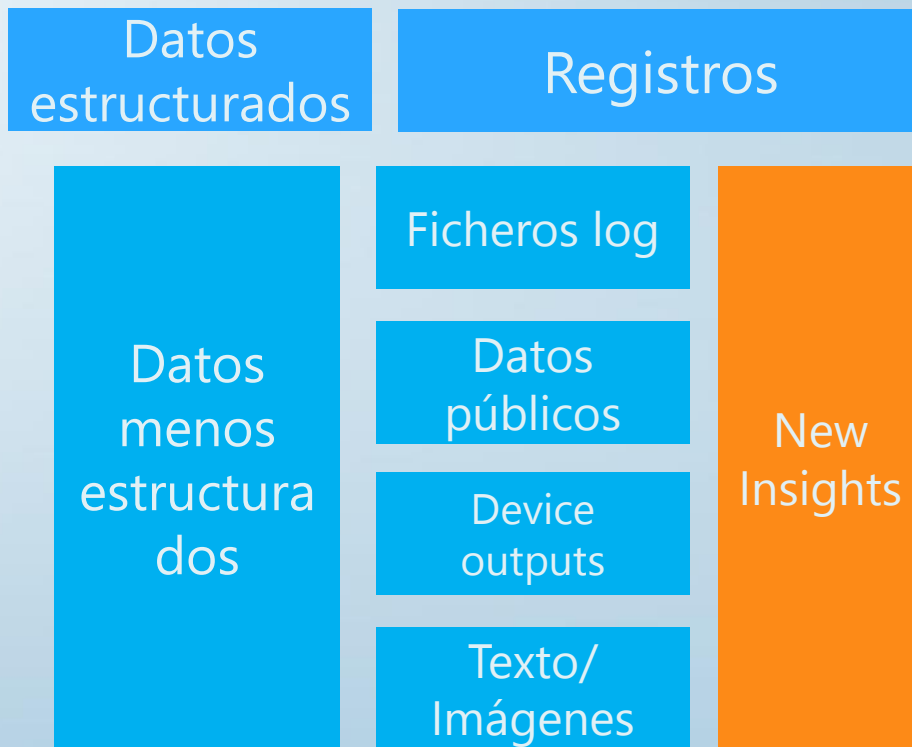 Datos
estructurados
Registros
Datos
menos
estructura
dos
Ficheros log
Datos
públicos
Device
outputs
Texto/
Imágenes
New
Insights